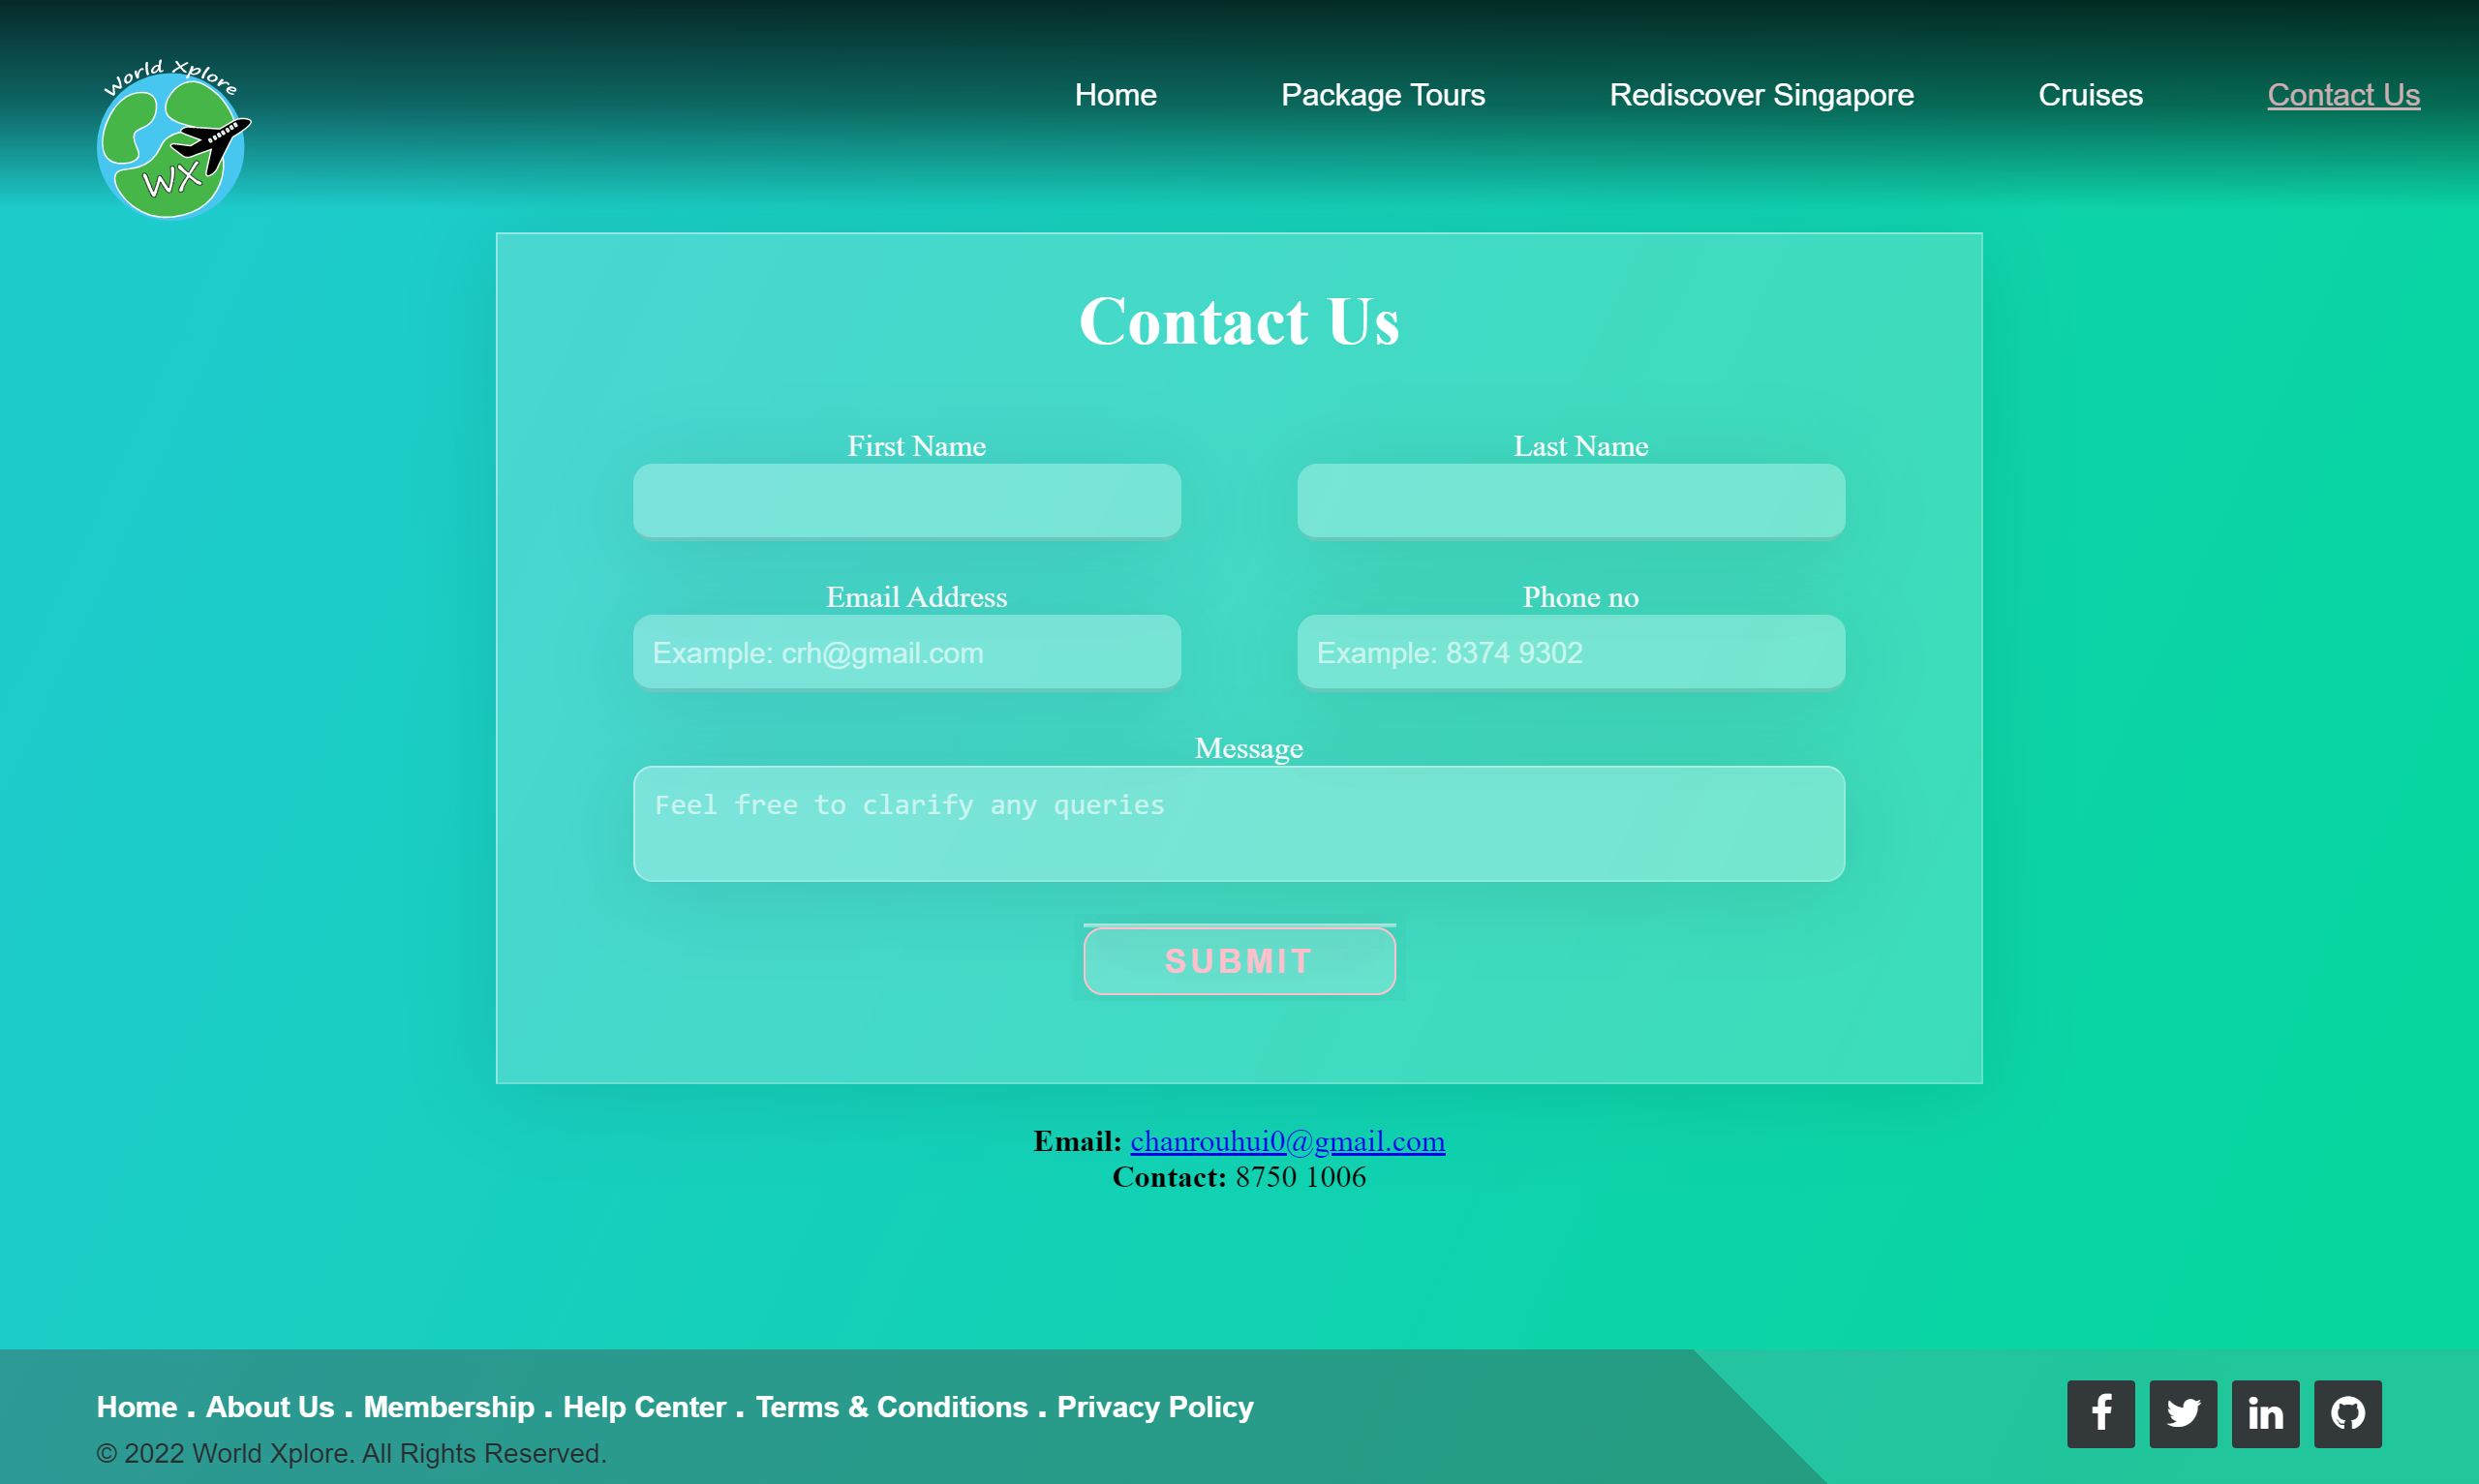 World Xplore
WX
Home Package Tours Rediscover Singapore Cruises Contact Us
Contact Us
First Name Last Name
Email Address Phone no
Example: crh@gmail.com Example: 8374 9302
Message
Feel free to clarify any queries
SUBMIT
Email: chanrouhui0@gmail.com
Contact: 8750 1006
Home . About Us . Membership . Help Center . Terms & Conditions . Privacy Policy
© 2022 World Xplore. All Rights Reserved.